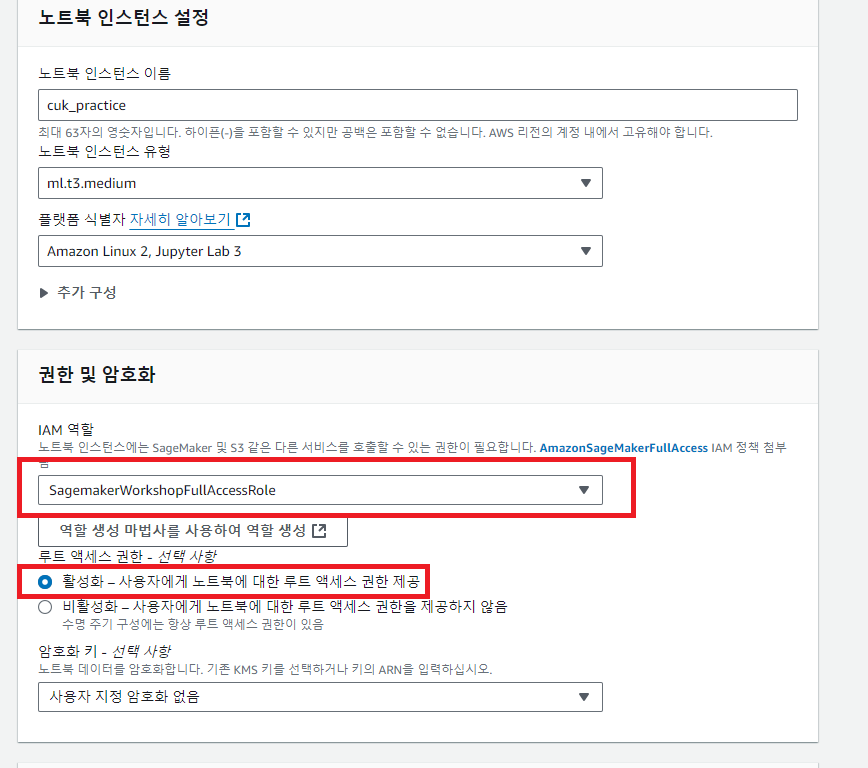 노트북 인스턴스 설정
노트북 인스턴스 이름
cuk_practice
최대 63자의 영숫자입니다. 하이픈(-)을 포함할 수 있지만 공백은 포함할 수 없습니다. AWS 리전의 계정 내에서 고유해야 합니다.
노트북 인스턴스 유형
ml.t3.medium
플랫폼 식별자 자세히 알아보기
Amazon Linux 2, Jupyter Lab 3
추가 구성
권한 및 암호화
IAM 역할
노트북 인스턴스에는 SageMaker 및 S3 같은 다른 서비스를 호출할 수 있는 권한이 필요합니다. AmazonSageMakerFullAccess IAM 정책 첨부
SagemakerWorkshopFullAccessRole
역할 생성 마법사를 사용하여 역할 생성
루트 액세스 권한 - 선택 사항
활성화 – 사용자에게 노트북에 대한 루트 액세스 권한 제공
비활성화 – 사용자에게 노트북에 대한 루트 액세스 권한을 제공하지 않음
수명 주기 구성에는 항상 루트 액세스 권한이 있음
암호화 키 - 선택 사항
노트북 데이터를 암호화합니다. 기존 KMS 키를 선택하거나 키의 ARN을 입력하십시오.
사용자 지정 암호화 없음